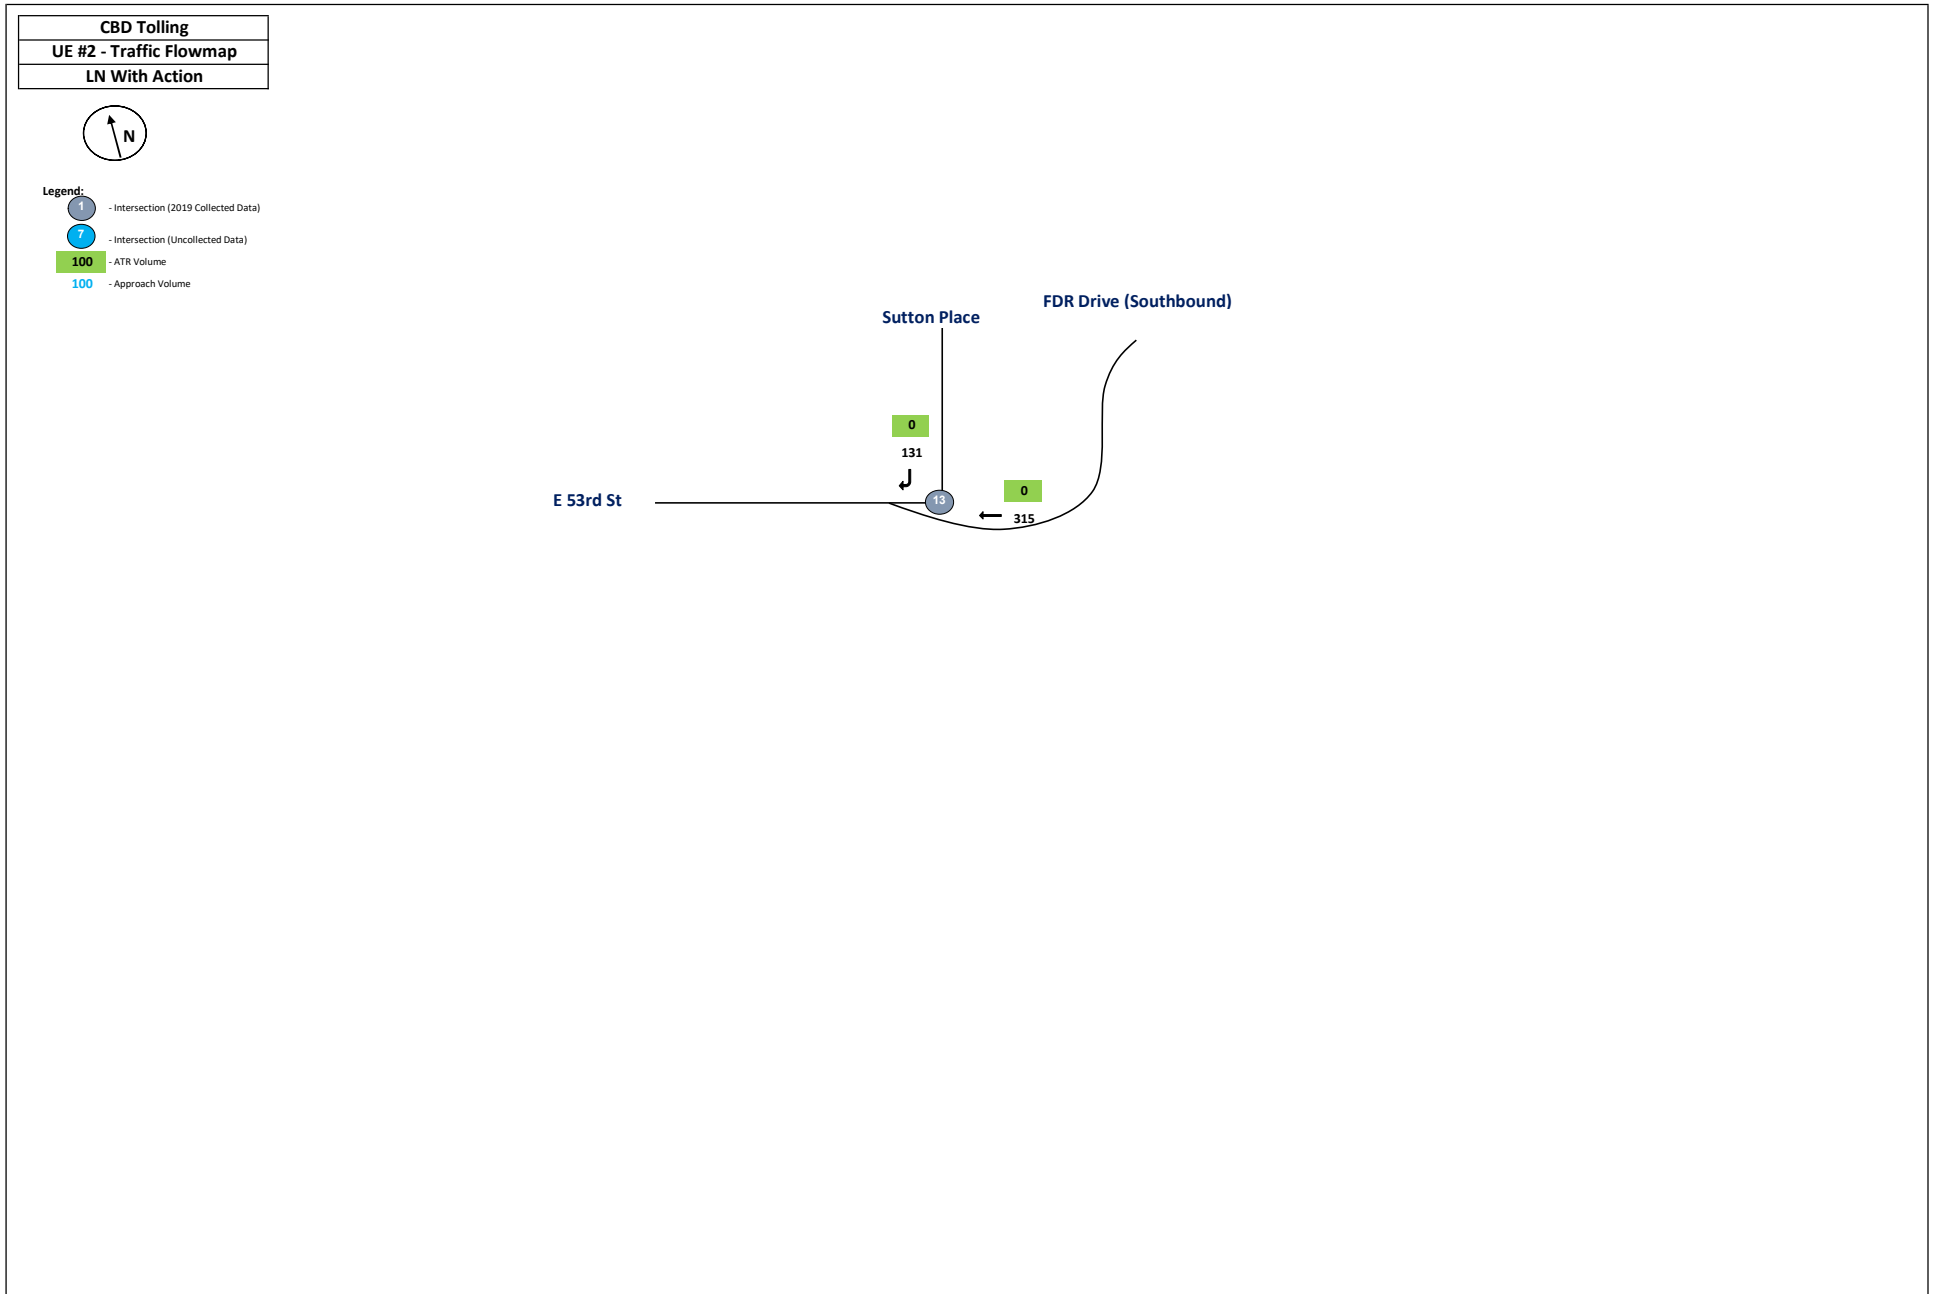 CBD Tolling
UE #2 - Traffic Flowmap
LN With Action
N
Legend:
1 - Intersection (2019 Collected Data)
7 - Intersection (Uncollected Data)
100 - ATR Volume
100 - Approach Volume
FDR Drive (Southbound)
Sutton Place
0
131
E 53rd St
13
0
315